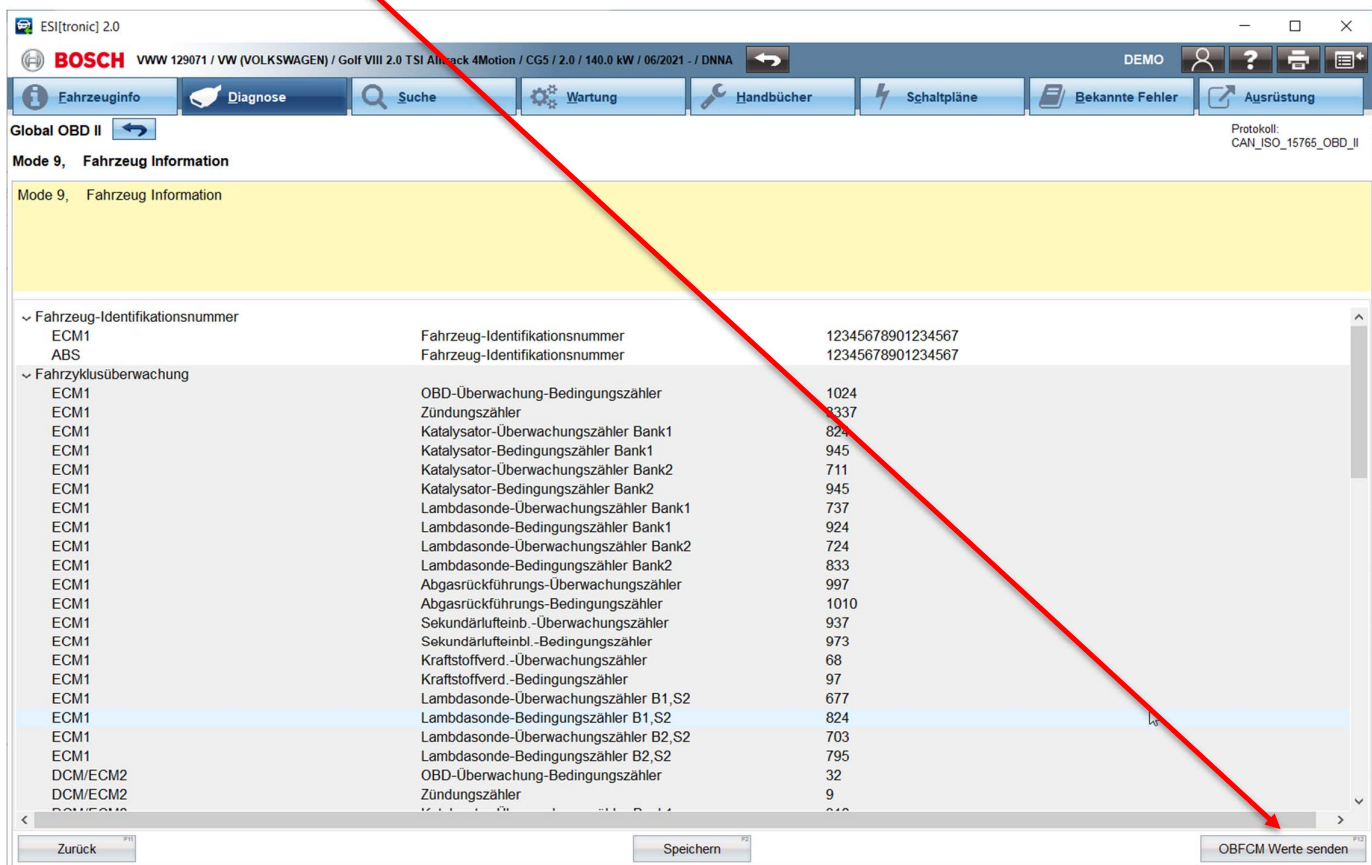 ESI[tronic] 2.0
BOSCH VWW 129071 / VW (VOLKSWAGEN) / Golf VIII 2.0 TSI Alltrack 4Motion / CG5 / 2.0 / 140.0 kW / 06/2021 - / DNNA DEMO ?
Fahrzeuginfo Diagnose Suche Wartung Handbücher Schaltpläne Bekannte Fehler Ausrüstung
Global OBD II Protokoll:
CAN_ISO_15765_OBD_II
Mode 9, Fahrzeug Information
Mode 9, Fahrzeug Information
Fahrzeug-Identifikationsnummer
ECM1 Fahrzeug-Identifikationsnummer 12345678901234567
ABS Fahrzeug-Identifikationsnummer 12345678901234567
Fahrzyklusüberwachung
ECM1 OBD-Überwachung-Bedingungszähler 1024
ECM1 Zündungszähler 3337
ECM1 Katalysator-Überwachungszähler Bank1 824
ECM1 Katalysator-Bedingungszähler Bank1 945
ECM1 Katalysator-Überwachungszähler Bank2 711
ECM1 Katalysator-Bedingungszähler Bank2 945
ECM1 Lambdasonde-Überwachungszähler Bank1 737
ECM1 Lambdasonde-Bedingungszähler Bank1 924
ECM1 Lambdasonde-Überwachungszähler Bank2 724
ECM1 Lambdasonde-Bedingungszähler Bank2 833
ECM1 Abgasrückführungs-Überwachungszähler 997
ECM1 Abgasrückführungs-Bedingungszähler 1010
ECM1 Sekundärlufteinb.-Überwachungszähler 937
ECM1 Sekundärlufteinbl.-Bedingungszähler 973
ECM1 Kraftstoffverd.-Überwachungszähler 68
ECM1 Kraftstoffverd.-Bedingungszähler 97
ECM1 Lambdasonde-Überwachungszähler B1,S2 677
ECM1 Lambdasonde-Bedingungszähler B1,S2 824
ECM1 Lambdasonde-Überwachungszähler B2,S2 703
ECM1 Lambdasonde-Bedingungszähler B2,S2 795
DCM/ECM2 OBD-Überwachung-Bedingungszähler 32
DCM/ECM2 Zündungszähler 9
Zurück F11 Speichern F2 OBFCM Werte senden F12